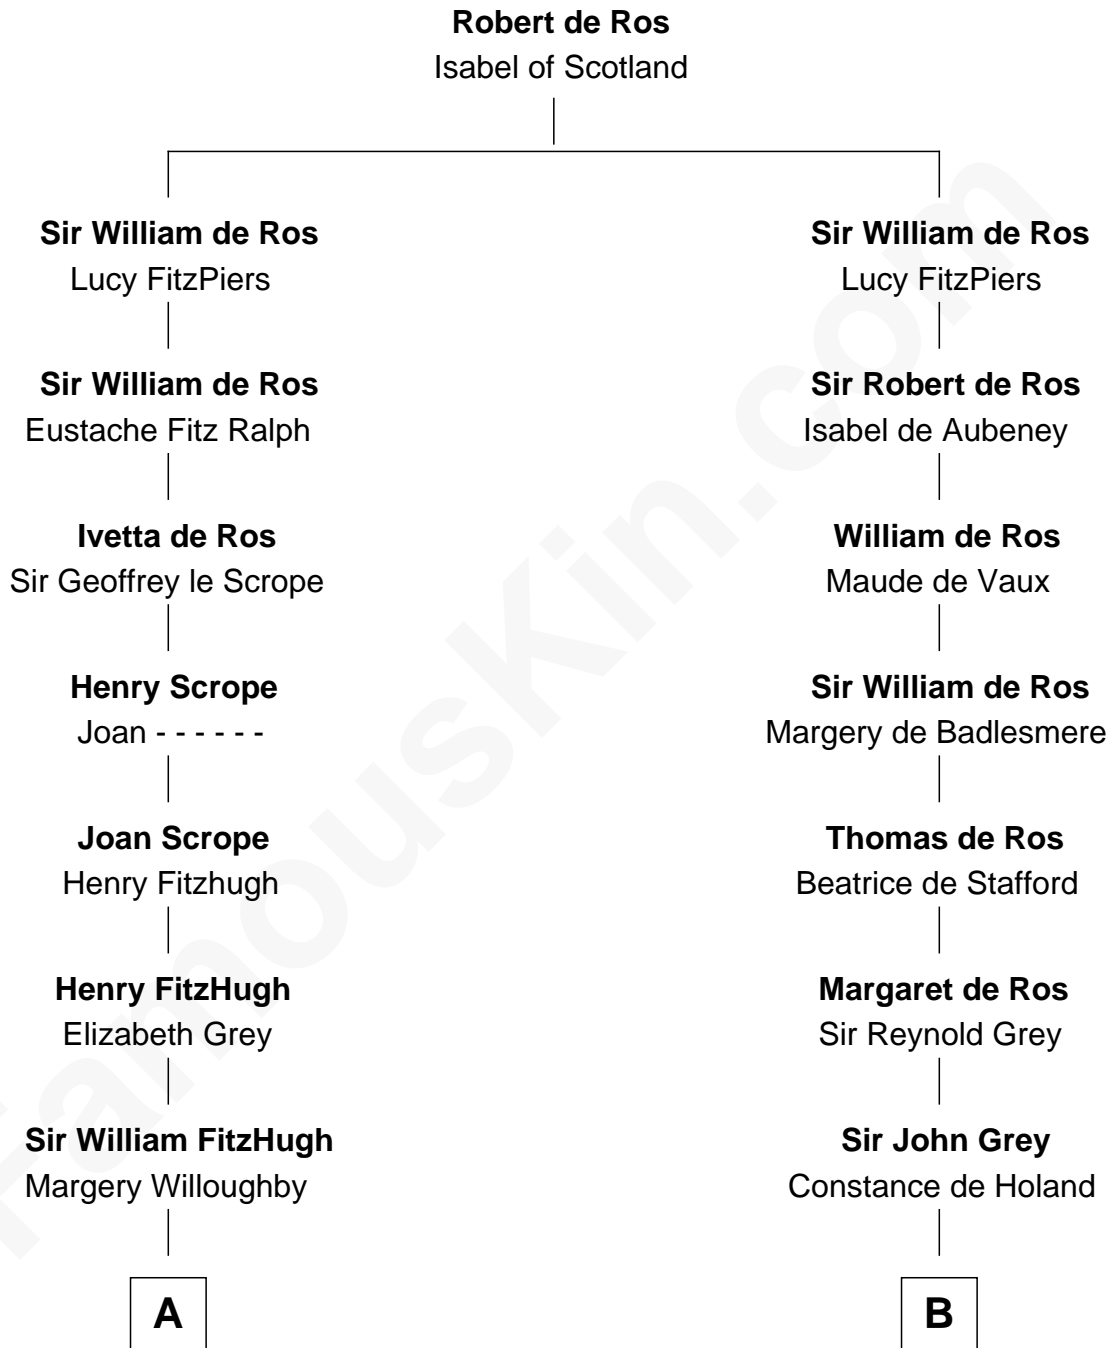 Robert de Ros
Isabel of Scotland
Sir William de Ros
Lucy FitzPiers
Sir William de Ros
Lucy FitzPiers
Sir William de Ros
Eustache Fitz Ralph
Sir Robert de Ros
Isabel de Aubeney
Ivetta de Ros
Sir Geoffrey le Scrope
William de Ros
Maude de Vaux
Henry Scrope
Joan - - - - - -
Sir William de Ros
Margery de Badlesmere
Joan Scrope
Henry Fitzhugh
Thomas de Ros
Beatrice de Stafford
Henry FitzHugh
Elizabeth Grey
Margaret de Ros
Sir Reynold Grey
Sir William FitzHugh
Margery Willoughby
Sir John Grey
Constance de Holand
A
B
FamousKin.com